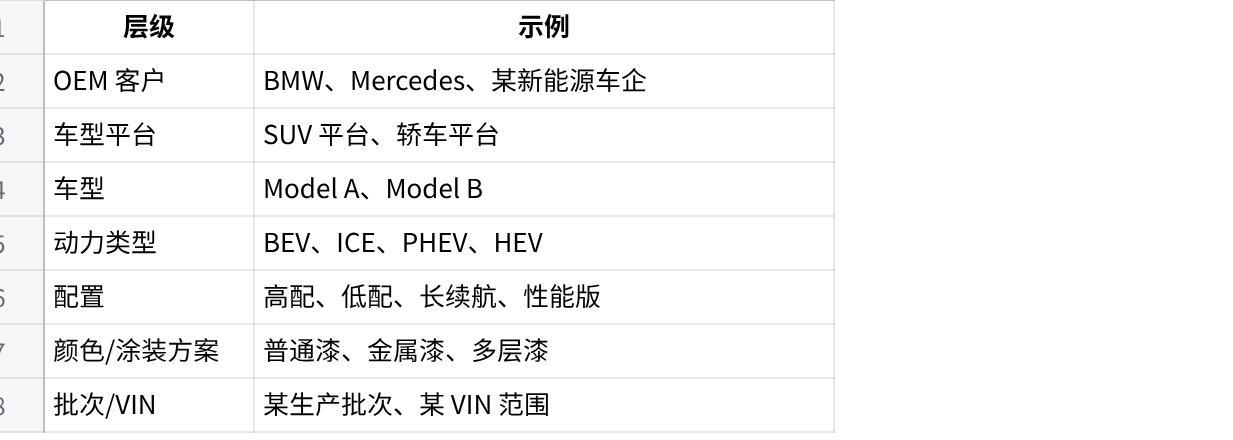 层级 示例
OEM 客户 BMW、Mercedes、某新能源车企
车型平台 SUV 平台、轿车平台
车型 Model A、Model B
动力类型 BEV、ICE、PHEV、HEV
配置 高配、低配、长续航、性能版
颜色/涂装方案 普通漆、金属漆、多层漆
批次/VIN 某生产批次、某 VIN 范围